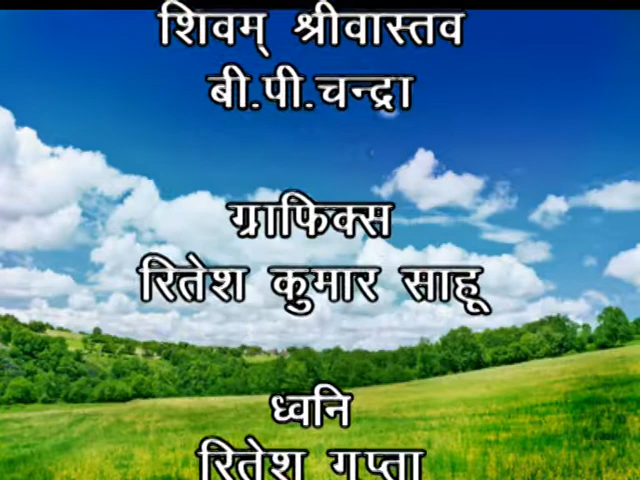 शिवम् श्रीवास्तव
बी.पी.चन्द्रा
ग्राफिक्स
रितेश कुमार साहू
ध्वनि
रितेश गुप्ता